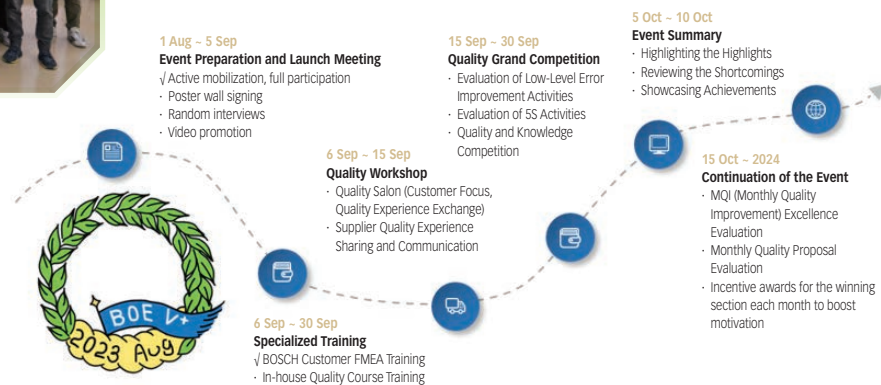 1 Aug ~ 5 Sep
Event Preparation and Launch Meeting
√ Active mobilization, full participation
· Poster wall signing
· Random interviews
· Video promotion
6 Sep ~ 15 Sep
Quality Workshop
· Quality Salon (Customer Focus,
Quality Experience Exchange)
· Supplier Quality Experience
Sharing and Communication
15 Sep ~ 30 Sep
Quality Grand Competition
· Evaluation of Low-Level Error
Improvement Activities
· Evaluation of 5S Activities
· Quality and Knowledge
Competition
5 Oct ~ 10 Oct
Event Summary
· Highlighting the Highlights
· Reviewing the Shortcomings
· Showcasing Achievements
15 Oct ~ 2024
Continuation of the Event
· MQI (Monthly Quality
Improvement) Excellence
Evaluation
· Monthly Quality Proposal
Evaluation
· Incentive awards for the winning
section each month to boost
motivation
BOE V+
2023 Aug
6 Sep ~ 30 Sep
Specialized Training
√ BOSCH Customer FMEA Training
· In-house Quality Course Training